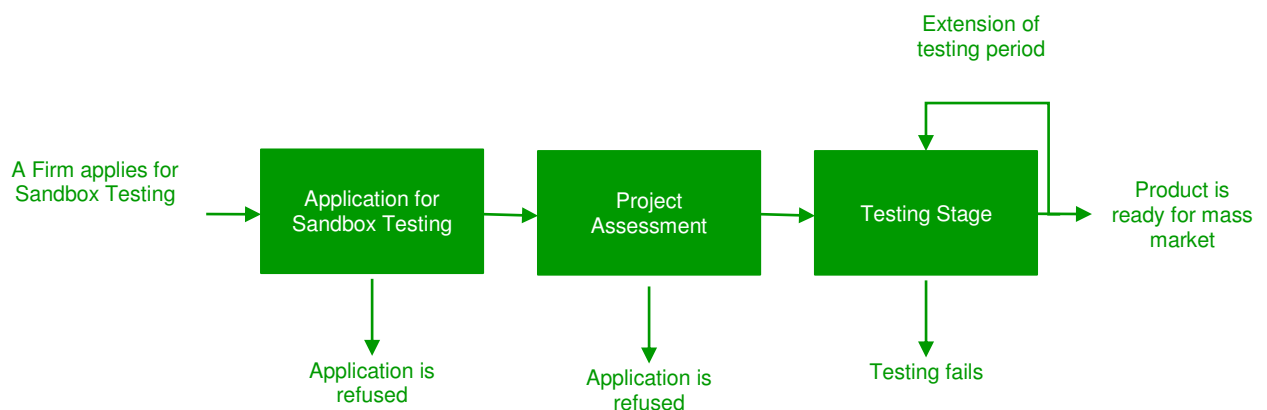 Extension of
testing period
A Firm applies for
Sandbox Testing
Application for
Sandbox Testing
Project
Assessment
Testing Stage
Product is
ready for mass
market
Application is
refused
Application is
refused
Testing fails